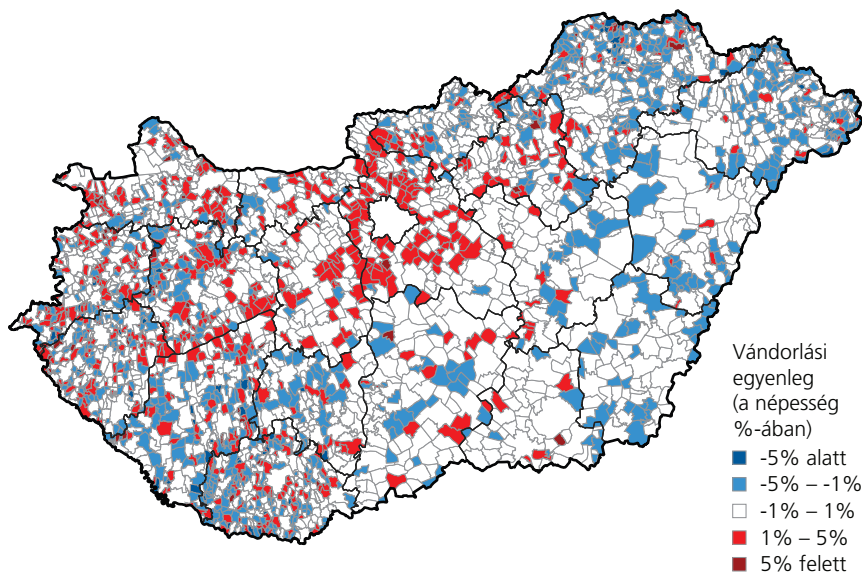 Vándorlási
egyenleg
(a népesség
%-ában)
-5% alatt
-5% – -1%
-1% – 1%
1% – 5%
5% felett